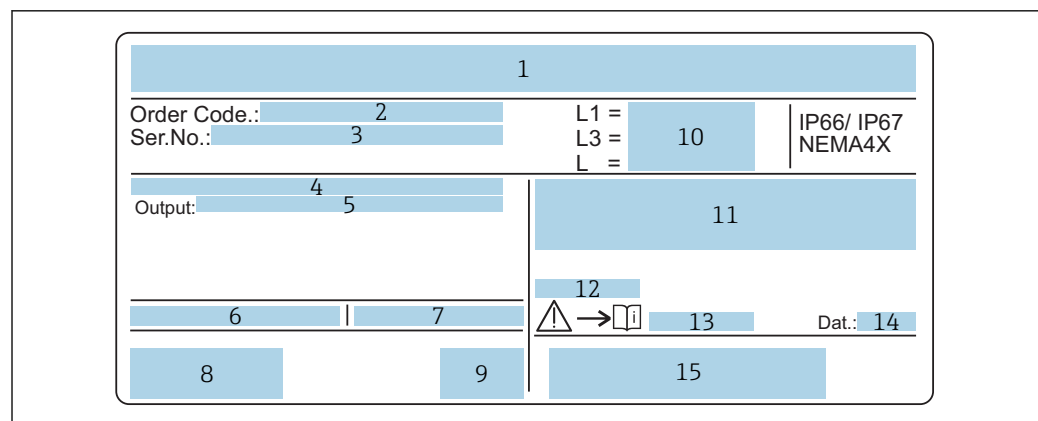 1
Order Code.: 2
Ser.No.: 3
L1 =
L3 =
L =
10
IP66/ IP67
NEMA4X
4
Output: 5
11
12
6 | 7
i 13
Dat.: 14
8
9
15